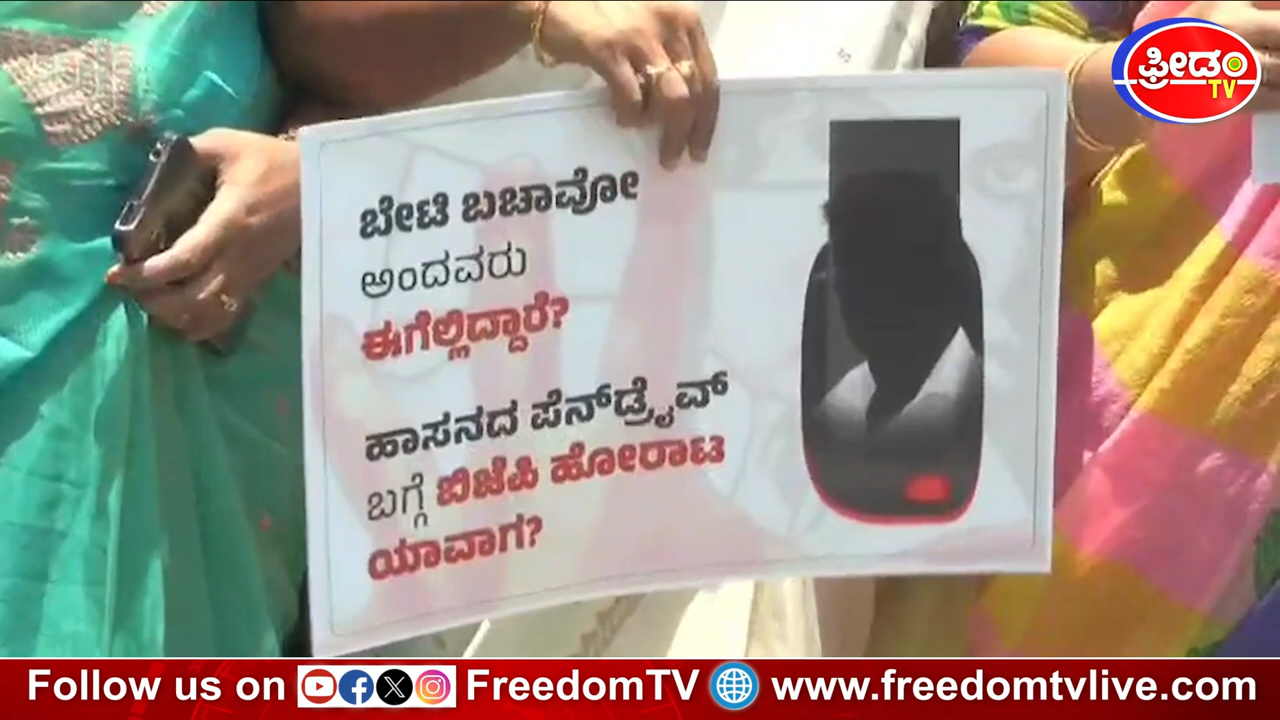 ಫ್ರೀಡಂ
TV
ಬೇಟಿ ಬಚಾವೋ
ಅಂದವರು
ಈಗೆಲ್ಲಿದ್ದಾರೆ?
ಹಾಸನದ ಪೆನ್‌ಡ್ರೈವ್
ಬಗ್ಗೆ ಬಿಜೆಪಿ ಹೋರಾಟ
ಯಾವಾಗ?
Follow us on FreedomTV www.freedomtvlive.com